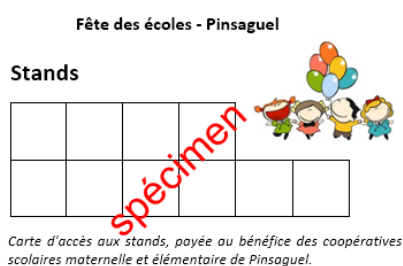 Fête des écoles - Pinsaguel
Stands
spécimen
Carte d'accès aux stands, payée au bénéfice des coopératives
scolaires maternelle et élémentaire de Pinsaguel.